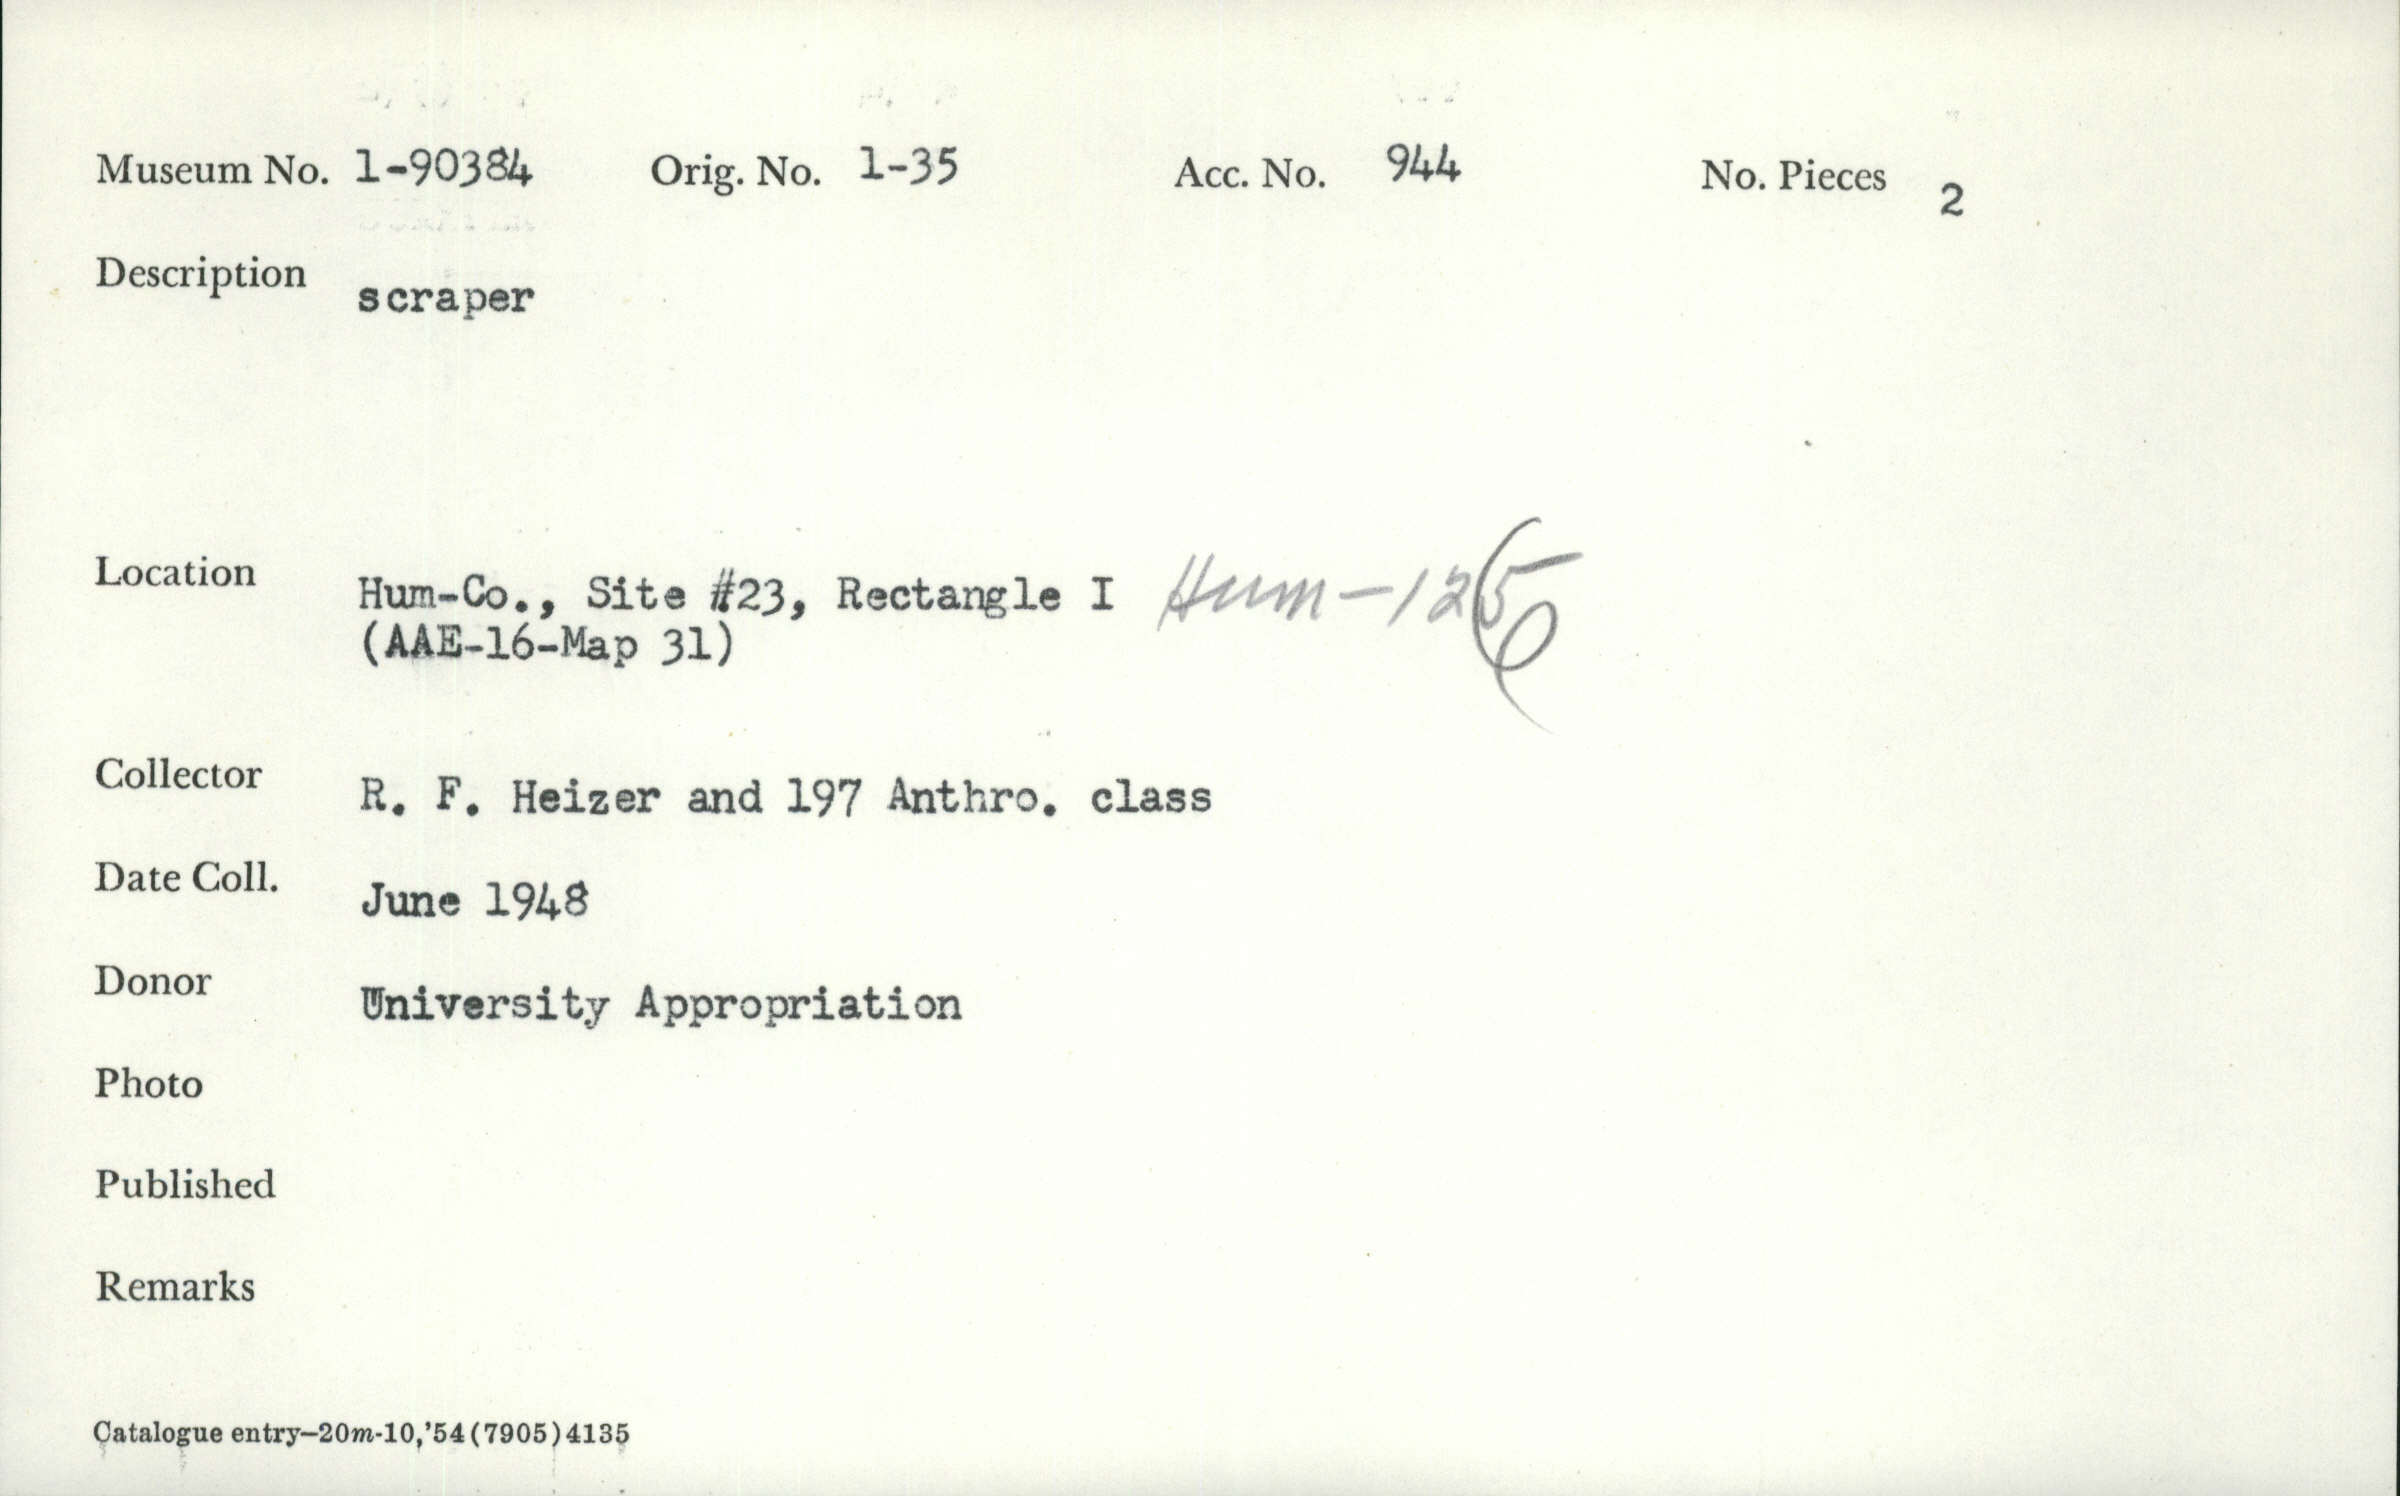 Museum No. 1-90384 Orig. No. 1-35 Acc. No. 944 No. Pieces 2
Description scraper
Location Hum-Co., Site #23, Rectangle I Hum-12
(AAE-16-Map 31)
Collector R. F. Heizer and 197 Anthro. class
Date Coll. June 1948
Donor University Appropriation
Photo
Published
Remarks
Catalogue entry—20m-10,'54(7905)4135